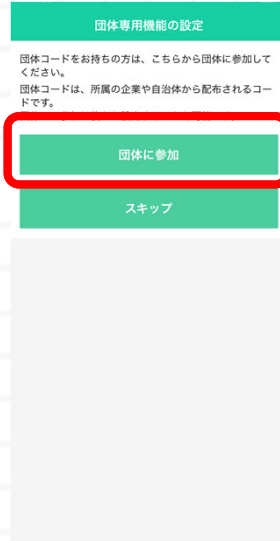 団体専用機能の設定
団体コードをお持ちの方は、こちらから団体に参加して
ください。
団体コードは、所属の企業や自治体から配布されるコー
ドです。
団体に参加
スキップ